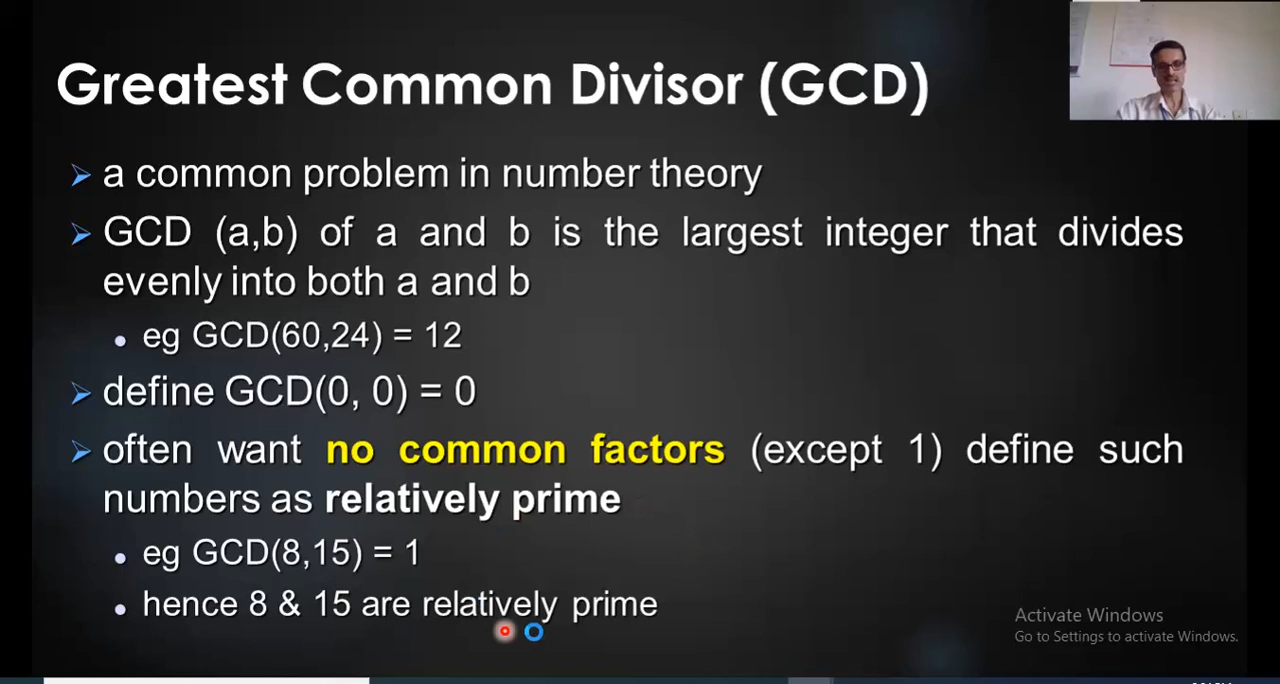 Greatest Common Divisor (GCD)
a common problem in number theory
GCD (a,b) of a and b is the largest integer that divides
evenly into both a and b
eg GCD(60,24) = 12
define GCD(0, 0) = 0
often want no common factors (except 1) define such
numbers as relatively prime
eg GCD(8,15) = 1
hence 8 & 15 are relatively prime
Activate Windows
Go to Settings to activate Windows.